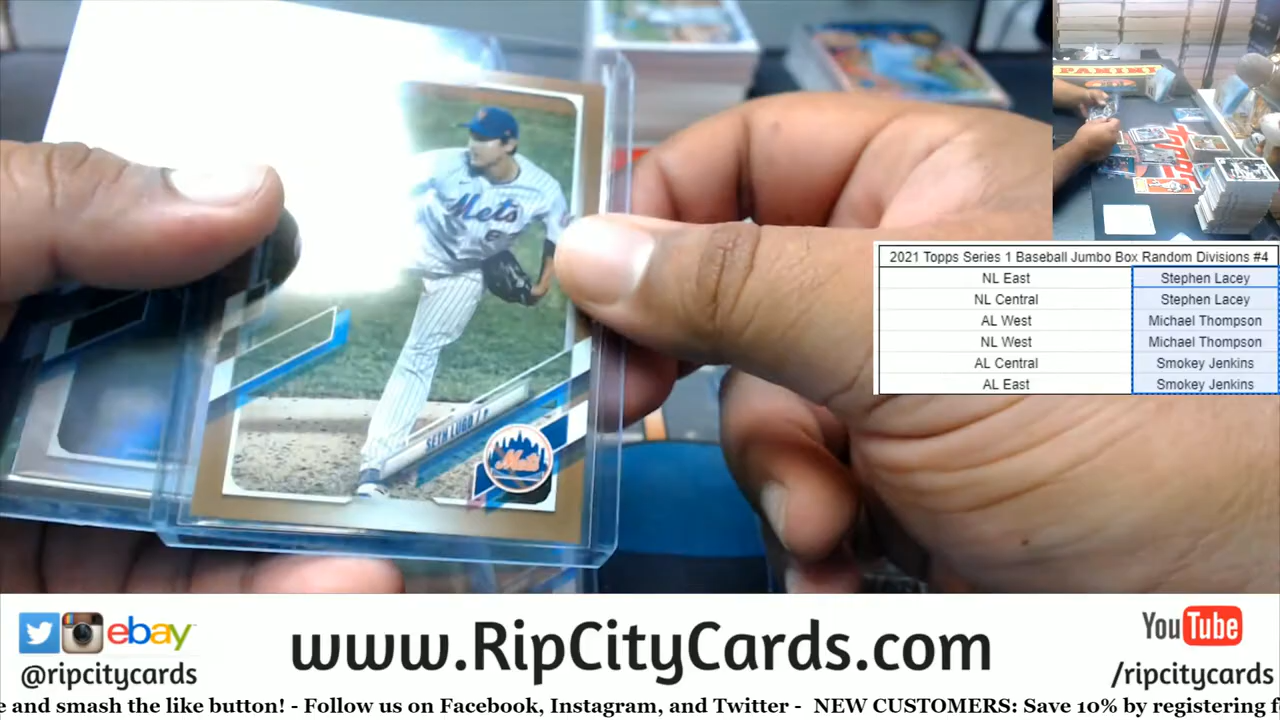 Mets
6
SETH LUGO / P
Mets
PANINI
2021 Topps Series 1 Baseball Jumbo Box Random Divisions #4
NL East Stephen Lacey
NL Central Stephen Lacey
AL West Michael Thompson
NL West Michael Thompson
AL Central Smokey Jenkins
AL East Smokey Jenkins
ebay
@ripcitycards
www.RipCityCards.com
YouTube
/ripcitycards
e and smash the like button! - Follow us on Facebook, Instagram, and Twitter - NEW CUSTOMERS: Save 10% by registering f